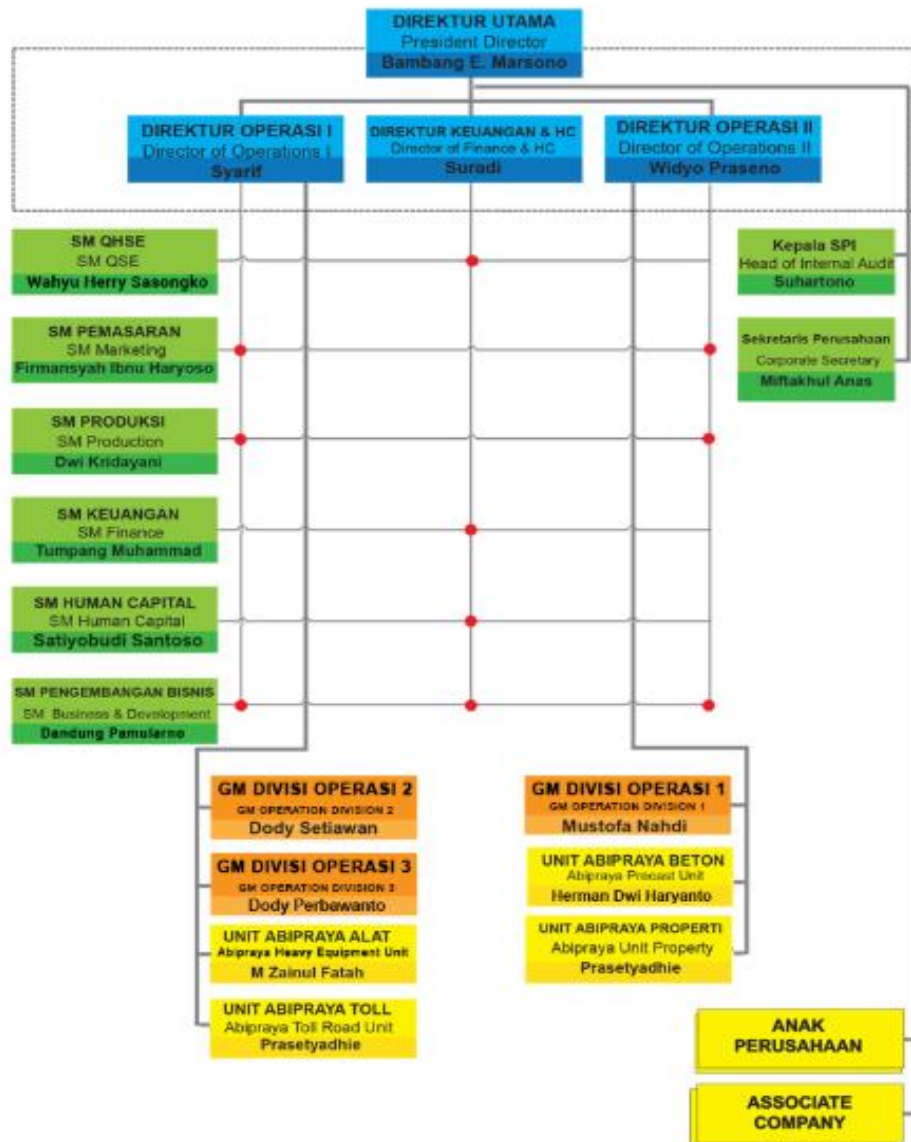 DIREKTUR UTAMA
President Director
Bambang E. Marsono
DIREKTUR OPERASI I
Director of Operations I
Syarif
DIREKTUR KEUANGAN & HC
Director of Finance & HC
Suradi
DIREKTUR OPERASI II
Director of Operations II
Widyo Praseno
SM QHSE
SM QSE
Wahyu Herry Sasongko
Kepala SPI
Head of Internal Audit
Suhartono
SM PEMASARAN
SM Marketing
Firmansyah Ibnu Haryoso
Sekretaris Perusahaan
Corporate Secretary
Miftakhul Anas
SM PRODUKSI
SM Production
Dwi Kridayani
SM KEUANGAN
SM Finance
Tumpang Muhammad
SM HUMAN CAPITAL
SM Human Capital
Satiyobudi Santoso
SM PENGEMBANGAN BISNIS
SM Business & Development
Dandung Pamularno
GM DIVISI OPERASI 2
GM OPERATION DIVISION 2
Dody Setiawan
GM DIVISI OPERASI 3
GM OPERATION DIVISION 3
Dody Perbawanto
UNIT ABIPRAYA ALAT
Abipraya Heavy Equipment Unit
M Zainul Fatah
UNIT ABIPRAYA TOLL
Abipraya Toll Road Unit
Prasetyadhie
GM DIVISI OPERASI 1
GM OPERATION DIVISION 1
Mustofa Nahdi
UNIT ABIPRAYA BETON
Abipraya Precast Unit
Herman Dwi Haryanto
UNIT ABIPRAYA PROPERTI
Abipraya Unit Property
Prasetyadhie
ANAK
PERUSAHAAN
ASSOCIATE
COMPANY